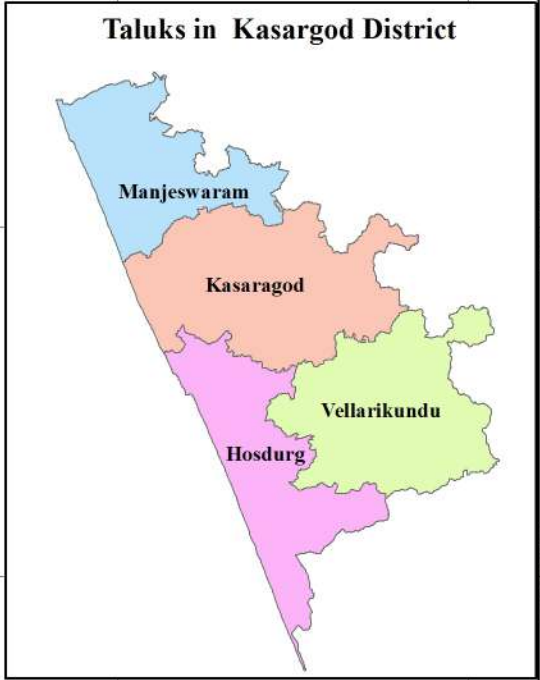 Taluks in Kasargod District
Manjeswaram
Kasaragod
Vellarikundu
Hosdurg